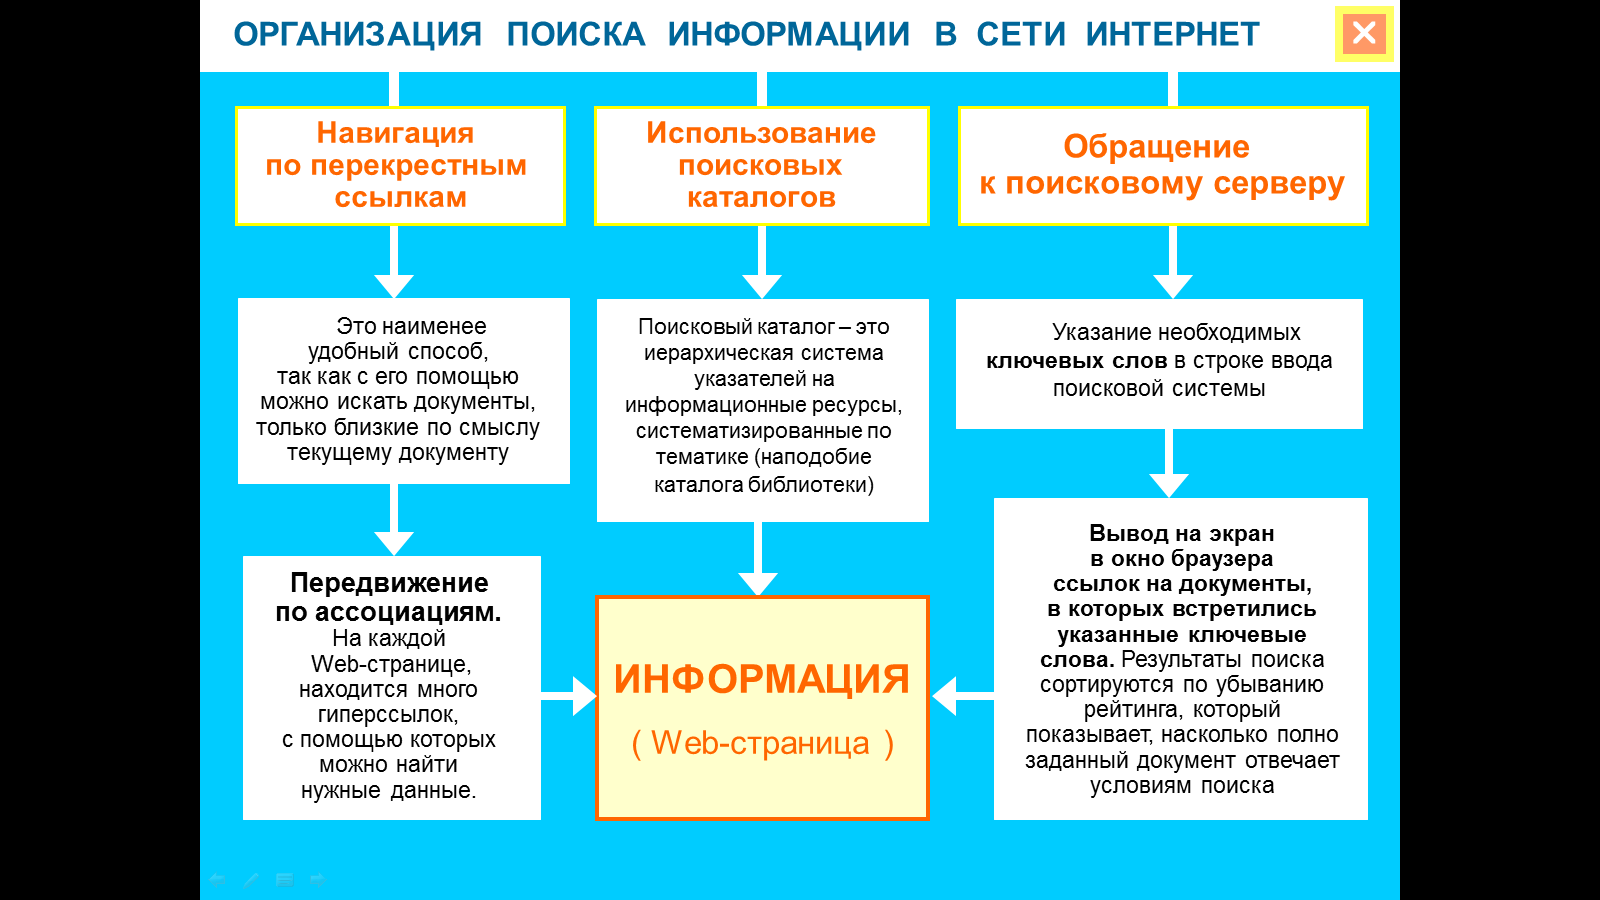 ОРГАНИЗАЦИЯ ПОИСКА ИНФОРМАЦИИ В СЕТИ ИНТЕРНЕТ
Навигация
по перекрестным
ссылкам
Использование
поисковых
каталогов
Обращение
к поисковому серверу
Это наименее
удобный способ,
так как с его помощью
можно искать документы,
только близкие по смыслу
текущему документу
Поисковый каталог – это
иерархическая система
указателей на
информационные ресурсы,
систематизированные по
тематике (наподобие
каталога библиотеки)
Указание необходимых
ключевых слов в строке ввода
поисковой системы
Передвижение
по ассоциациям.
На каждой
Web-странице,
находится много
гиперссылок,
с помощью которых
можно найти
нужные данные.
ИНФОРМАЦИЯ
( Web-страница )
Вывод на экран
в окно браузера
ссылок на документы,
в которых встретились
указанные ключевые
слова. Результаты поиска
сортируются по убыванию
рейтинга, который
показывает, насколько полно
заданный документ отвечает
условиям поиска